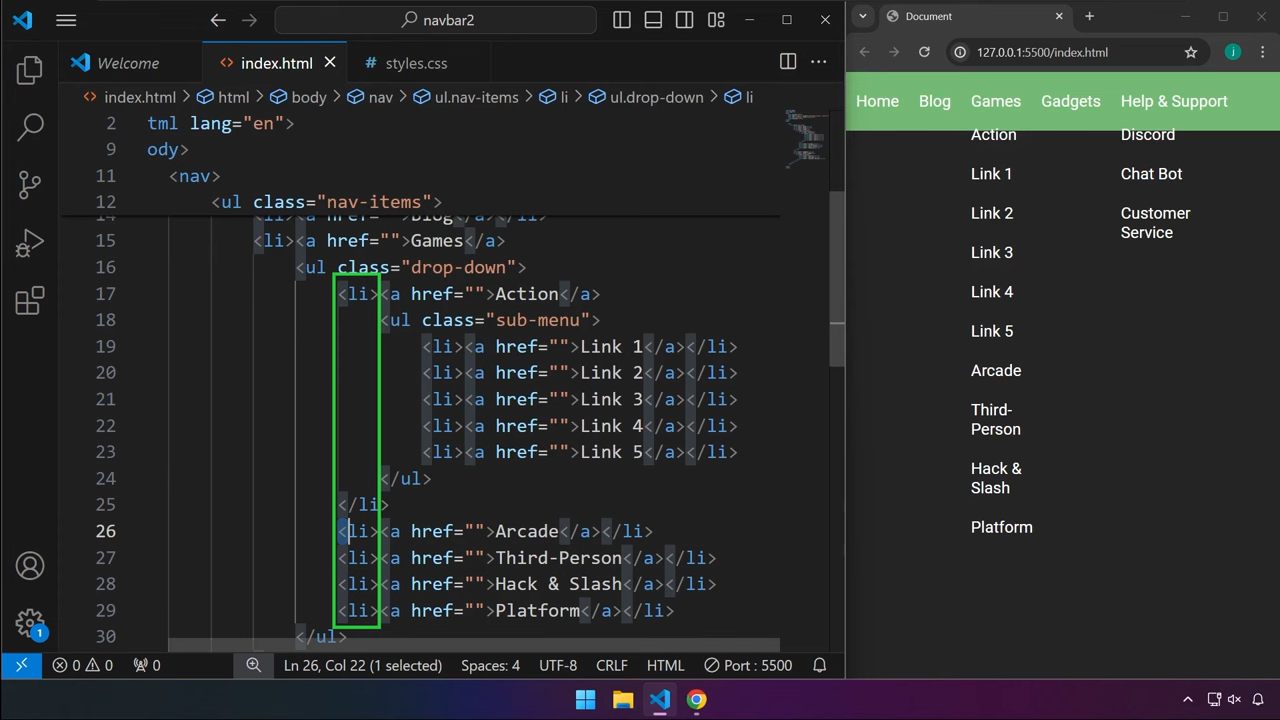 navbar2
Welcome
index.html
styles.css
index.html
html
body
nav
ul.nav-items
li
ul.drop-down
li
2 tml lang="en">
9 ody>
11 <nav>
12 <ul class="nav-items">
14 <li><a href="">Blog</a></li>
15 <li><a href="">Games</a>
16 <ul class="drop-down">
17 <li><a href="">Action</a>
18 <ul class="sub-menu">
19 <li><a href="">Link 1</a></li>
20 <li><a href="">Link 2</a></li>
21 <li><a href="">Link 3</a></li>
22 <li><a href="">Link 4</a></li>
23 <li><a href="">Link 5</a></li>
24 </ul>
25 </li>
26 <li><a href="">Arcade</a></li>
27 <li><a href="">Third-Person</a></li>
28 <li><a href="">Hack & Slash</a></li>
29 <li><a href="">Platform</a></li>
30 </ul>
1
0 0 0
Ln 26, Col 22 (1 selected)
Spaces: 4
UTF-8
CRLF
HTML
Port : 5500
Document
127.0.0.1:5500/index.html
j
Home Blog Games Gadgets Help & Support
Action
Link 1
Link 2
Link 3
Link 4
Link 5
Arcade
Third-
Person
Hack &
Slash
Platform
Discord
Chat Bot
Customer
Service